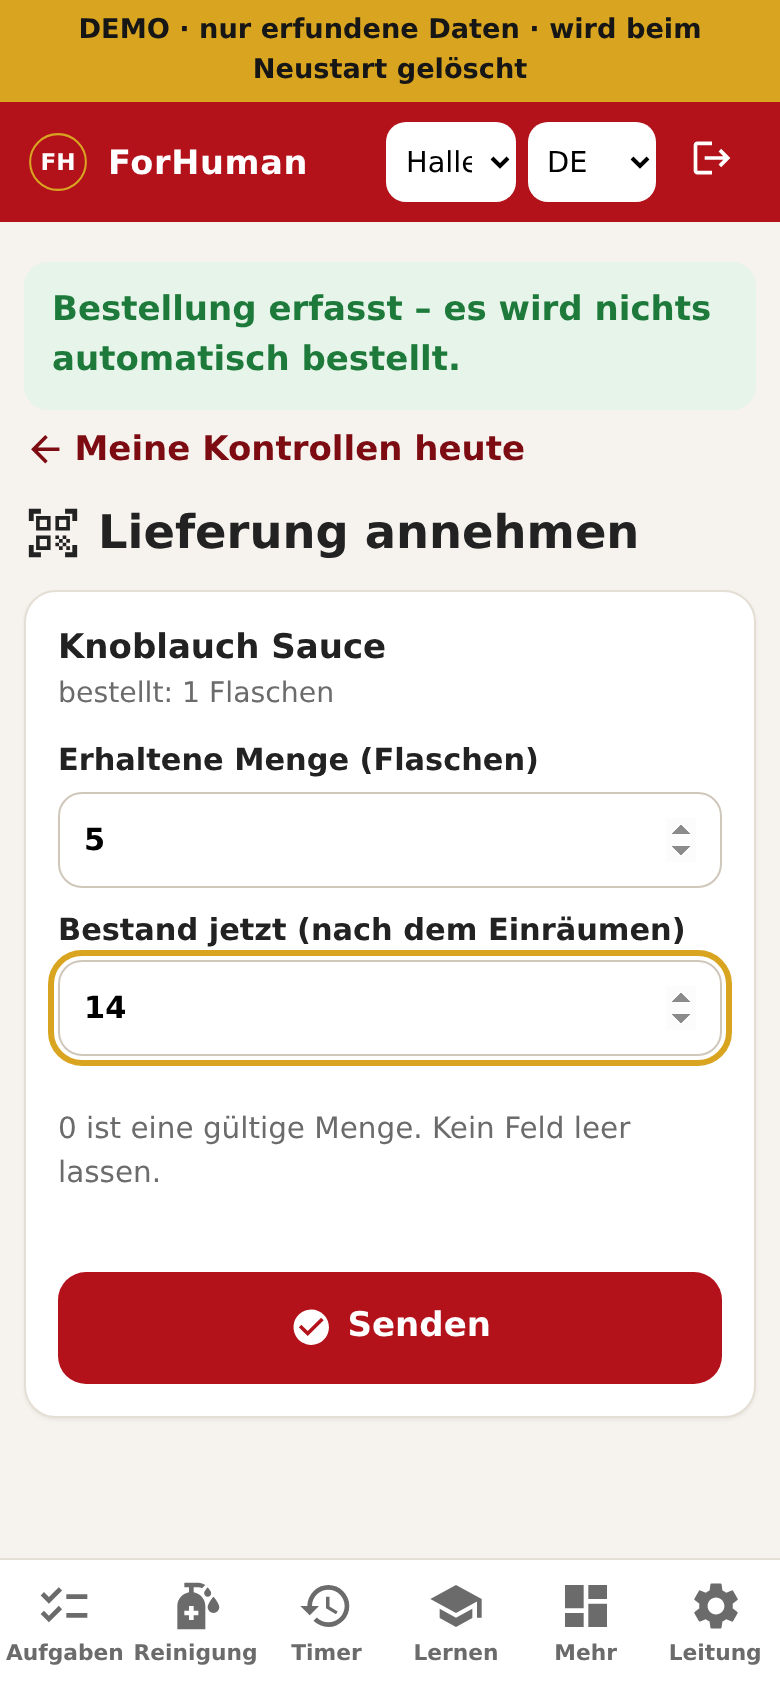 DEMO · nur erfundene Daten · wird beim
Neustart gelöscht
FH ForHuman Halle DE
Bestellung erfasst – es wird nichts
automatisch bestellt.
← Meine Kontrollen heute
Lieferung annehmen
Knoblauch Sauce
bestellt: 1 Flaschen
Erhaltene Menge (Flaschen)
5
Bestand jetzt (nach dem Einräumen)
14
0 ist eine gültige Menge. Kein Feld leer
lassen.
Senden
Aufgaben Reinigung Timer Lernen Mehr Leitung